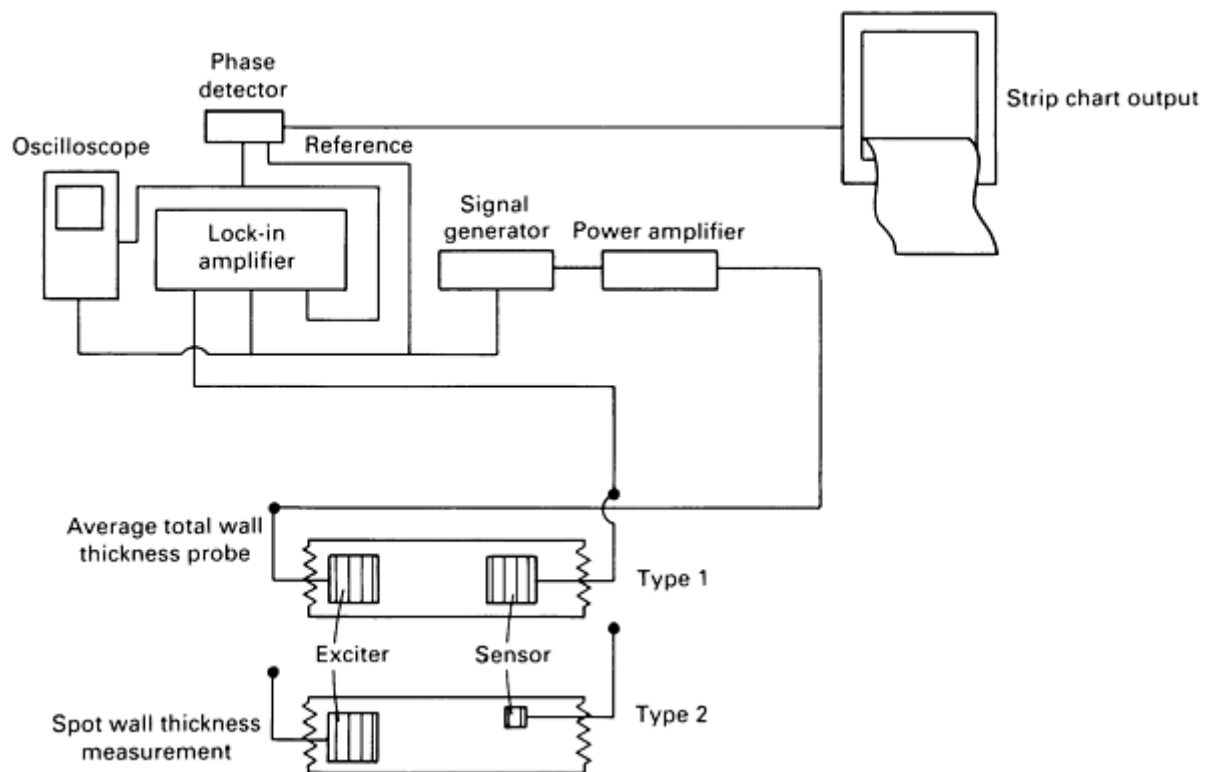 Phase
detector
Strip chart output
Oscilloscope
Reference
Signal
generator
Power amplifier
Lock-in
amplifier
Average total wall
thickness probe
Type 1
Exciter
Sensor
Spot wall thickness
measurement
Type 2